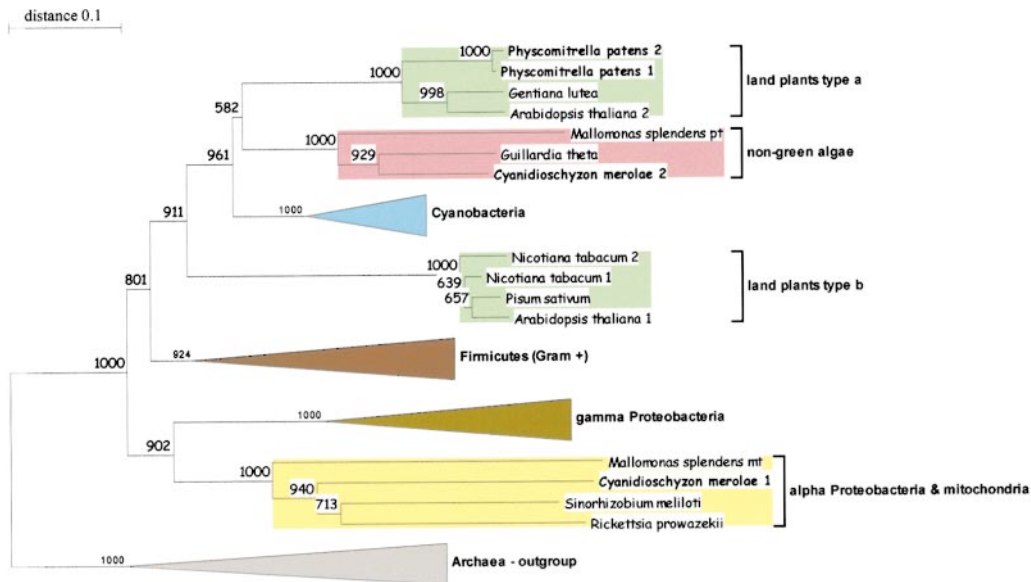 distance 0.1
1000
Physcomitrella patens 2
1000
Physcomitrella patens 1
land plants type a
998
Gentiana lutea
582
Arabidopsis thaliana 2
1000
Mallomonas splendens pt
961
929
Guillardia theta
non-green algae
Cyanidioschyzon merolae 2
911
1000
Cyanobacteria
1000
Nicotiana tabacum 2
801
639
Nicotiana tabacum 1
657
Pisum sativum
land plants type b
Arabidopsis thaliana 1
1000
924
Firmicutes (Gram +)
1000
gamma Proteobacteria
902
1000
Mallomonas splendens mt
940
Cyanidioschyzon merolae 1
alpha Proteobacteria & mitochondria
713
Sinorhizobium meliloti
Rickettsia prowazekii
1000
Archaea - outgroup